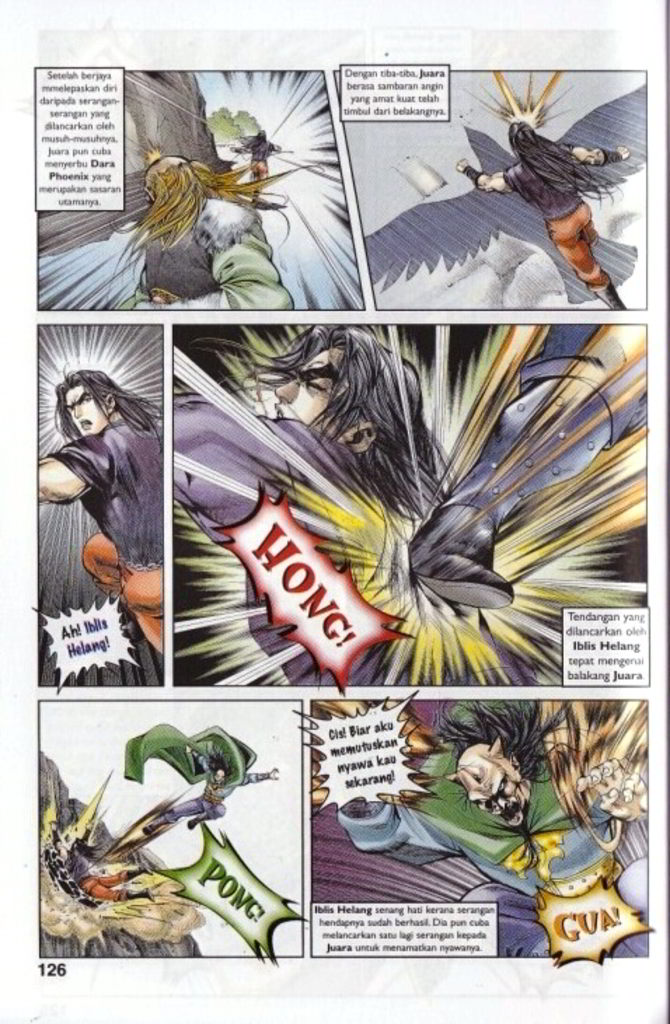 Setelah berjaya
mmelepaskan diri
daripada serangan-
serangan yang
dilancarkan oleh
musuh-musuhnya,
Juara pun cuba
menyerbu Dara
Phoenix yang
merupakan sasaran
utamanya.
Dengan tiba-tiba, Juara
berasa sambaran angin
yang amat kuat telah
timbul dari belakangnya.
Ah! Iblis
Helang!
HONG!
Tendangan yang
dilancarkan oleh
Iblis Helang
tepat mengenai
balakang Juara
PONG!
Cis! Biar aku
memutuskan
nyawa kau
sekarang!
Iblis Helang senang hati kerana serangan
hendapnya sudah berhasil. Dia pun cuba
melancarkan satu lagi serangan kepada
Juara untuk menamatkan nyawanya.
GUA!
126